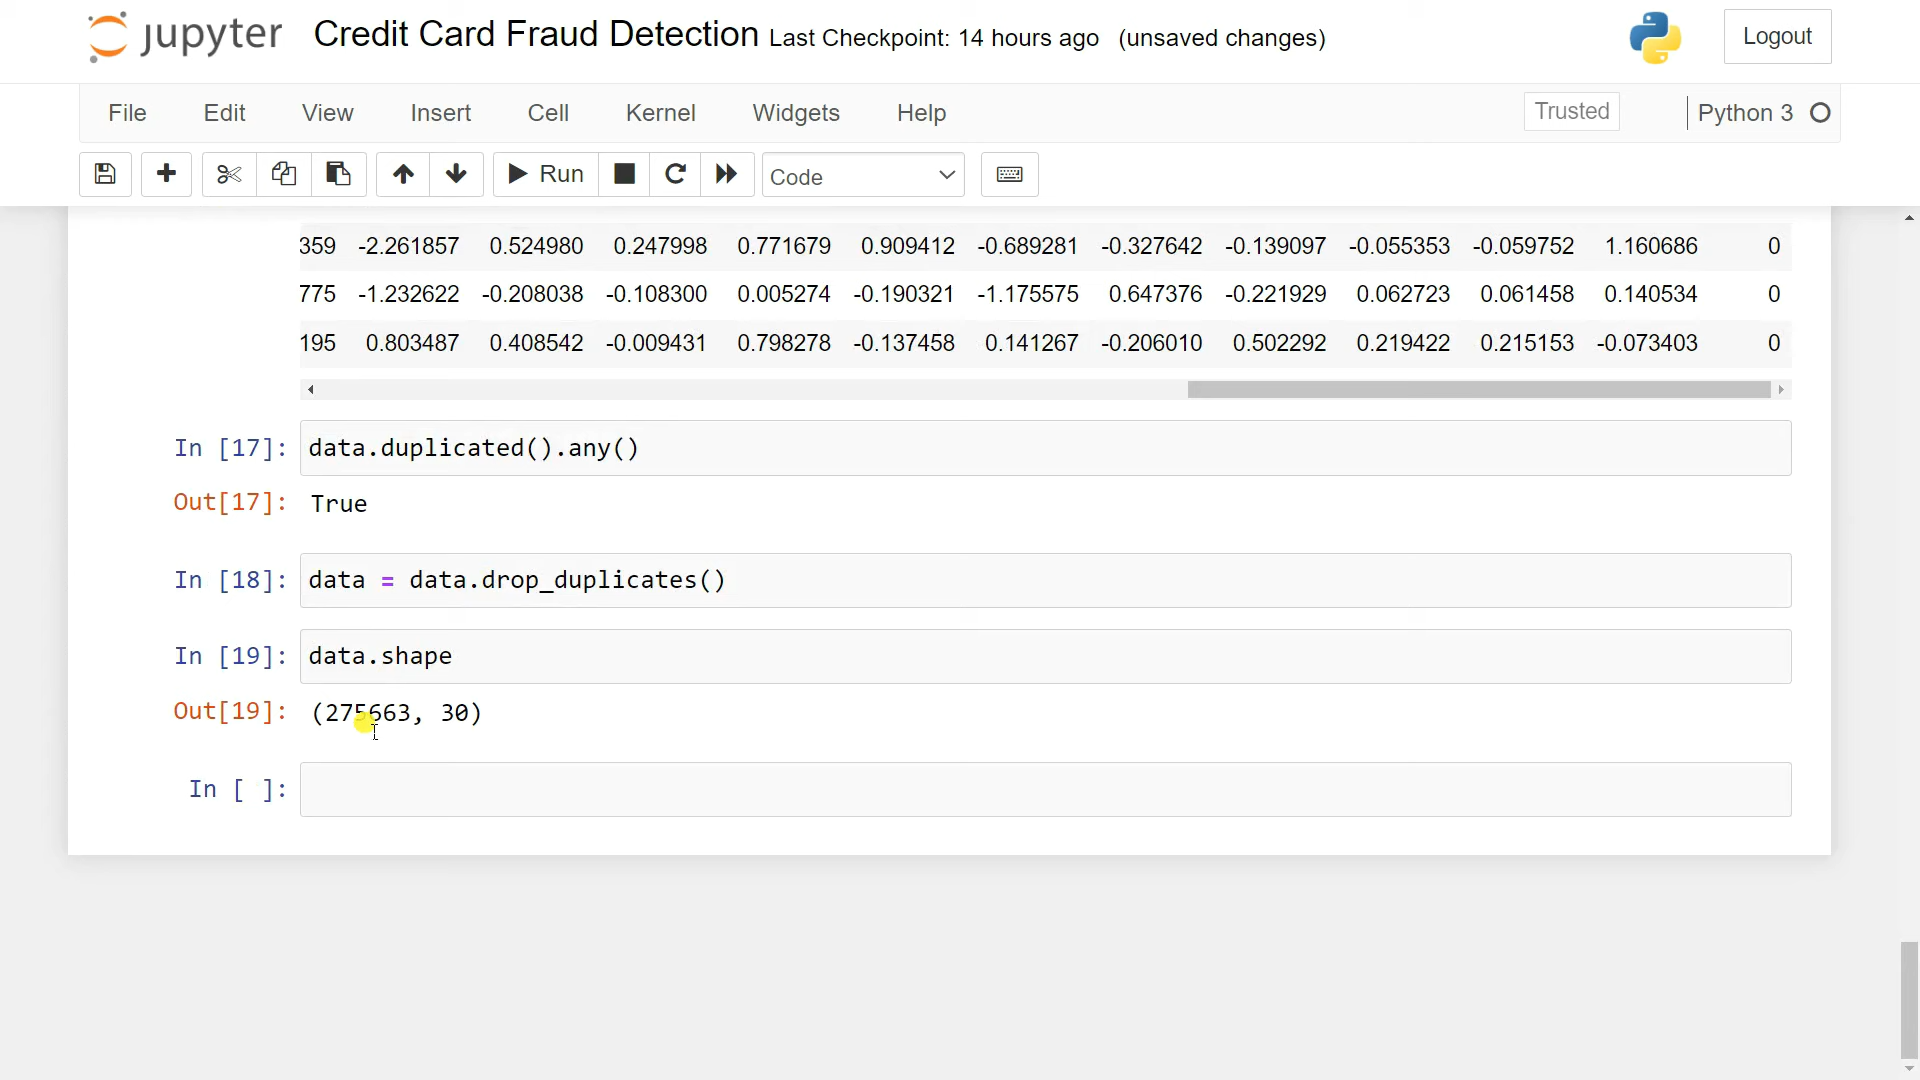 jupyter Credit Card Fraud Detection Last Checkpoint: 14 hours ago (unsaved changes) Logout
File Edit View Insert Cell Kernel Widgets Help Trusted Python 3
Run Code
359 -2.261857 0.524980 0.247998 0.771679 0.909412 -0.689281 -0.327642 -0.139097 -0.055353 -0.059752 1.160686 0
775 -1.232622 -0.208038 -0.108300 0.005274 -0.190321 -1.175575 0.647376 -0.221929 0.062723 0.061458 0.140534 0
195 0.803487 0.408542 -0.009431 0.798278 -0.137458 0.141267 -0.206010 0.502292 0.219422 0.215153 -0.073403 0
In [17]: data.duplicated().any()
Out[17]: True
In [18]: data = data.drop_duplicates()
In [19]: data.shape
Out[19]: (275663, 30)
In [ ]: